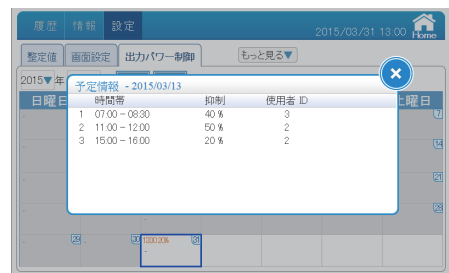 履歴 情報 設定
2015/03/31 13:00 Home
整定値 画面設定 出力パワー制御 もっと見る▼
2015▼年
予定情報 - 2015/03/13
日曜日 土曜日
時間帯 抑制 使用者 ID
1 07:00 – 08:30 40 % 3
2 11:00 – 12:00 50 % 2
3 15:00 – 16:00 20 % 2
7
14
21
28
29 30 1300 20% 31